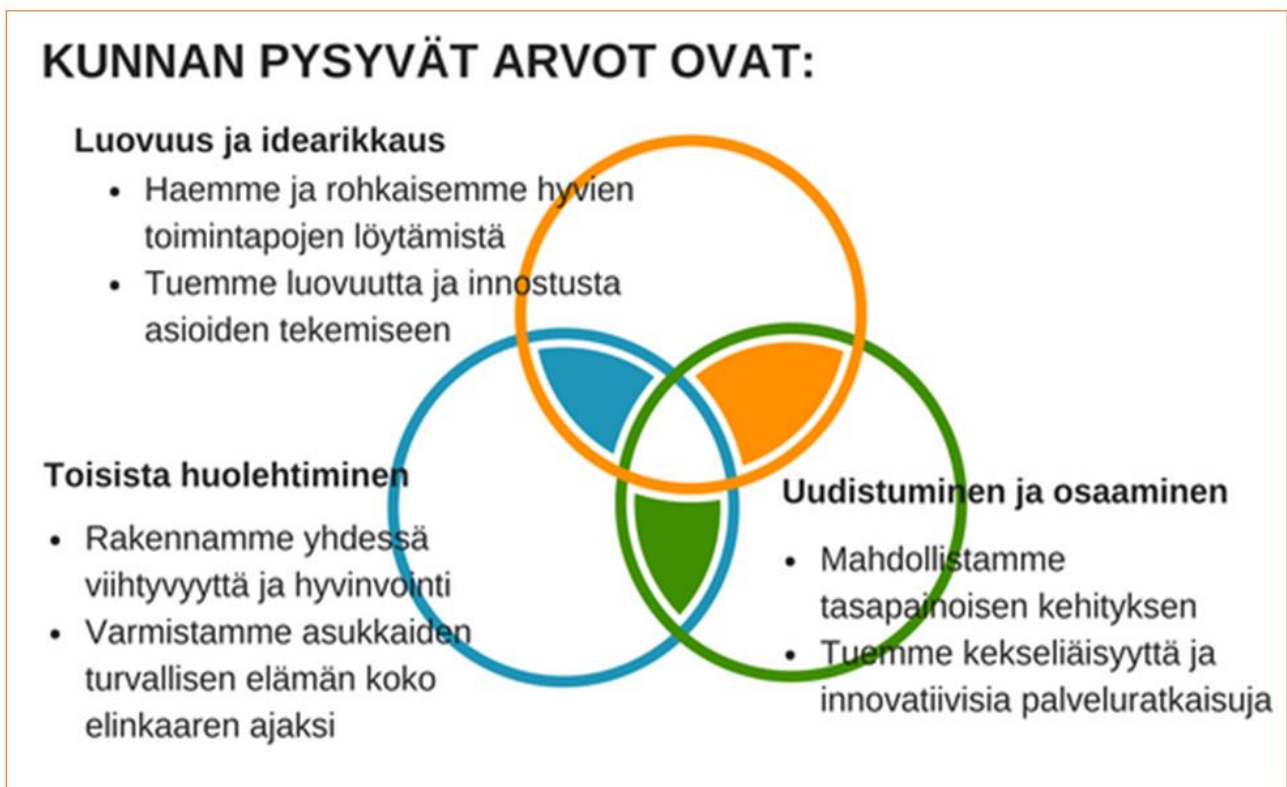 KUNNAN PYSYVÄT ARVOT OVAT:
Luovuus ja idearikkaus
• Haemme ja rohkaisemme hyvien
toimintapojen löytämistä
• Tuemme luovuutta ja innostusta
asioiden tekemiseen
Toisista huolehtiminen
• Rakennamme yhdessä
viihtyvyyttä ja hyvinvointi
• Varmistamme asukkaiden
turvallisen elämän koko
elinkaaren ajaksi
Uudistuminen ja osaaminen
• Mahdollistamme
tasapainoisen kehityksen
• Tuemme kekseliäisyyttä ja
innovatiivisia palveluratkaisuja